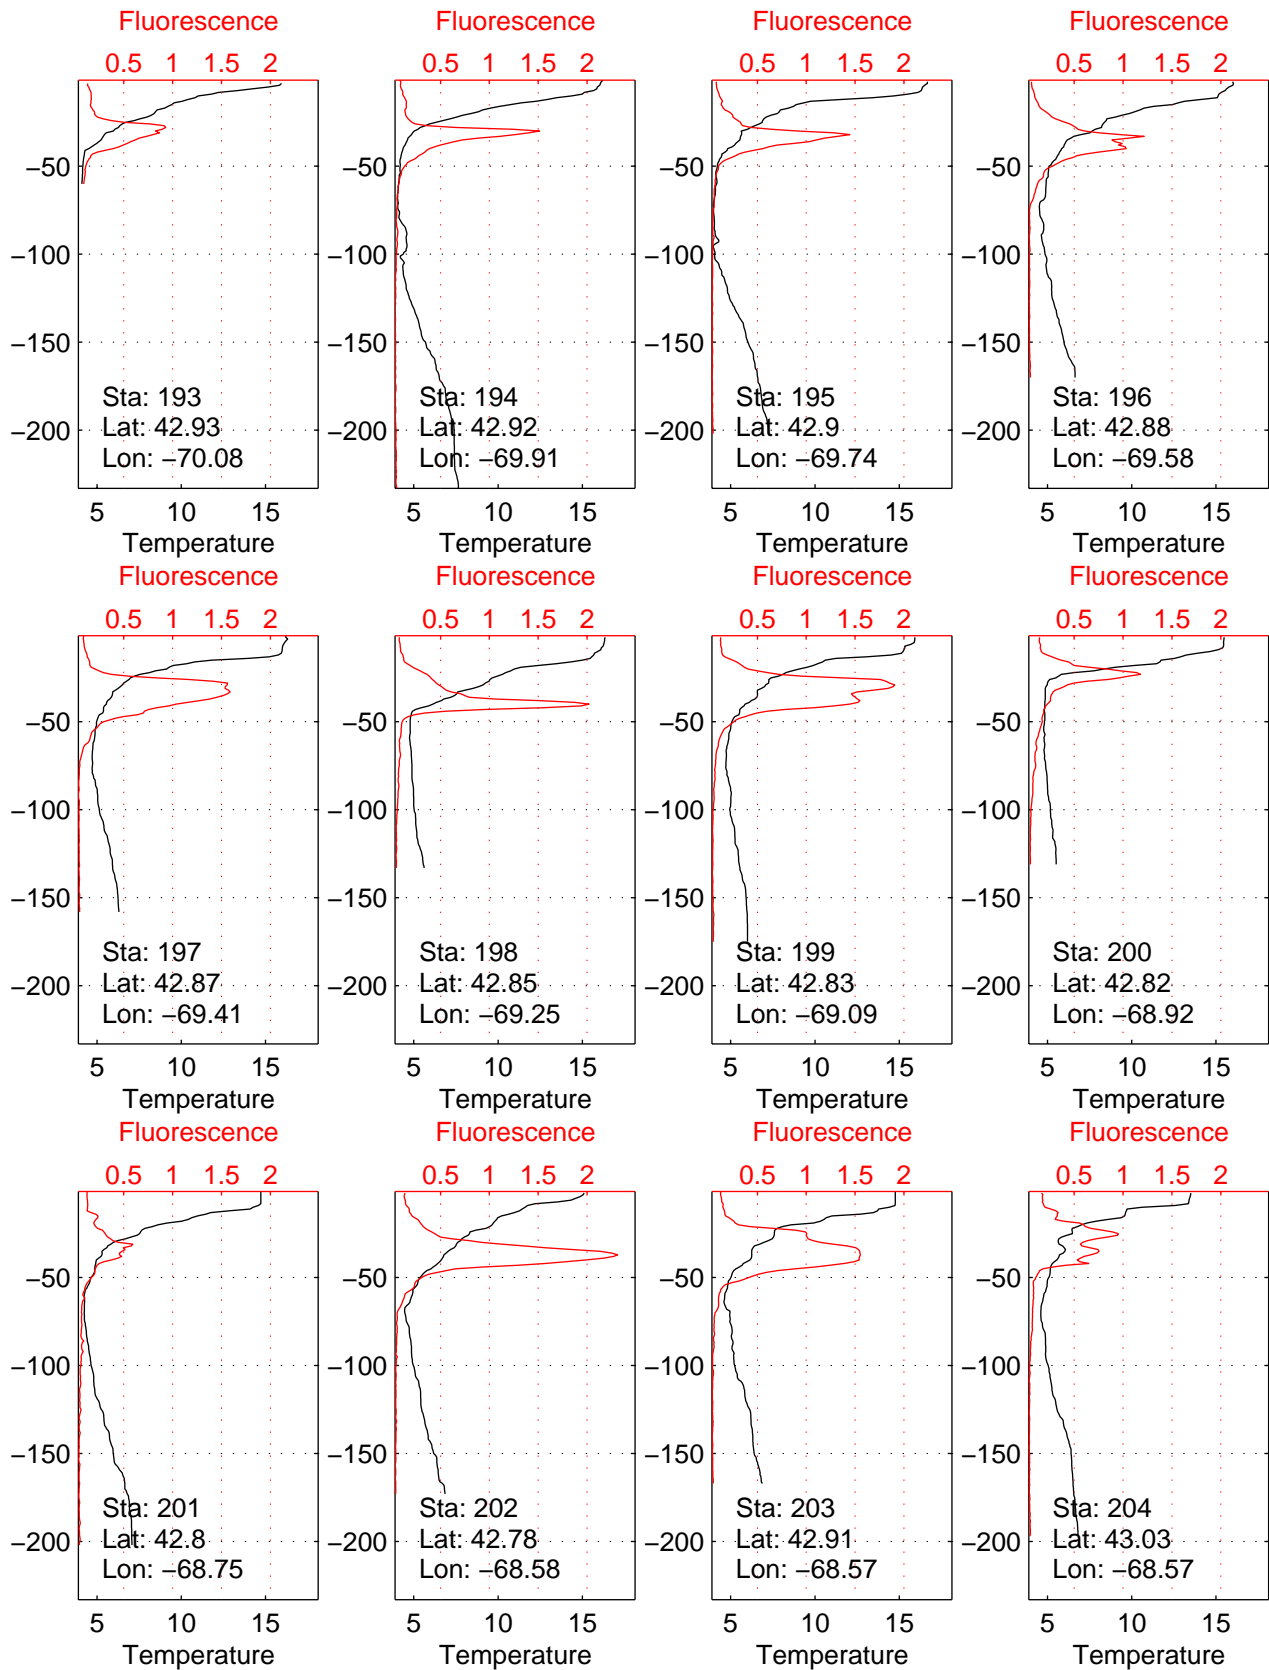 Fluorescence Fluorescence Fluorescence Fluorescence
0.5 1 1.5 2 0.5 1 1.5 2 0.5 1 1.5 2 0.5 1 1.5 2
−50 −50 −50 −50
−100 −100 −100 −100
−150 −150 −150 −150
Sta: 193 Sta: 194 Sta: 195 Sta: 196
−200 Lat: 42.93 −200 Lat: 42.92 −200 Lat: 42.9 −200 Lat: 42.88
Lon: −70.08 Lon: −69.91 Lon: −69.74 Lon: −69.58
5 10 15 5 10 15 5 10 15 5 10 15
Temperature Temperature Temperature Temperature
Fluorescence Fluorescence Fluorescence Fluorescence
0.5 1 1.5 2 0.5 1 1.5 2 0.5 1 1.5 2 0.5 1 1.5 2
−50 −50 −50 −50
−100 −100 −100 −100
−150 −150 −150 −150
Sta: 197 Sta: 198 Sta: 199 Sta: 200
−200 Lat: 42.87 −200 Lat: 42.85 −200 Lat: 42.83 −200 Lat: 42.82
Lon: −69.41 Lon: −69.25 Lon: −69.09 Lon: −68.92
5 10 15 5 10 15 5 10 15 5 10 15
Temperature Temperature Temperature Temperature
Fluorescence Fluorescence Fluorescence Fluorescence
0.5 1 1.5 2 0.5 1 1.5 2 0.5 1 1.5 2 0.5 1 1.5 2
−50 −50 −50 −50
−100 −100 −100 −100
−150 −150 −150 −150
Sta: 201 Sta: 202 Sta: 203 Sta: 204
−200 Lat: 42.8 −200 Lat: 42.78 −200 Lat: 42.91 −200 Lat: 43.03
Lon: −68.75 Lon: −68.58 Lon: −68.57 Lon: −68.57
5 10 15 5 10 15 5 10 15 5 10 15
Temperature Temperature Temperature Temperature